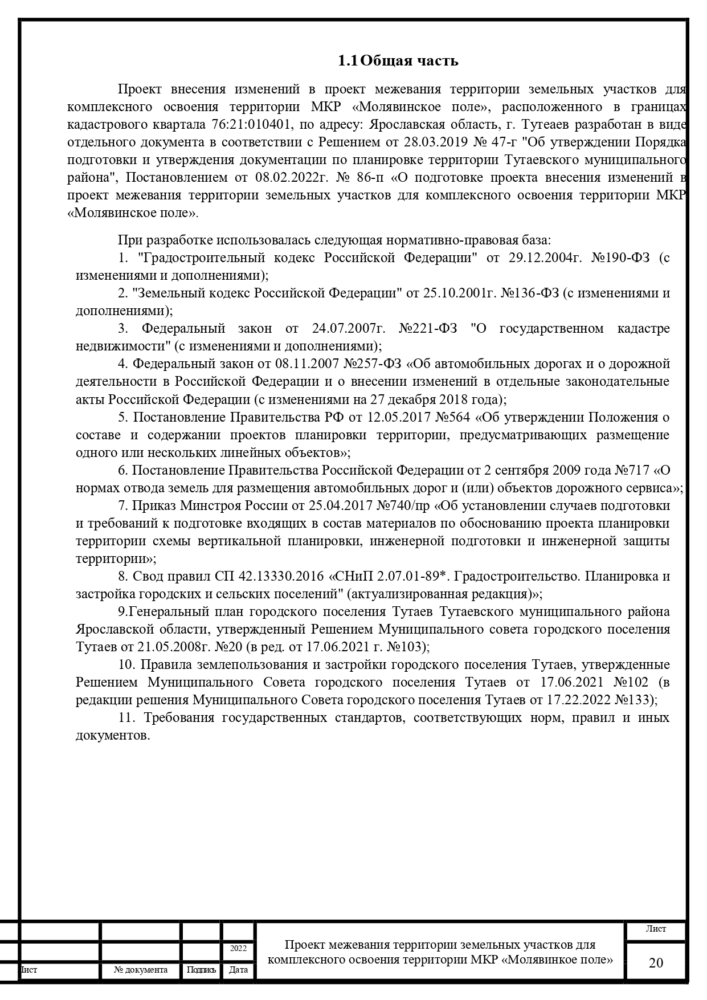 1.1 Общая часть
Проект внесения изменений в проект межевания территории земельных участков для
комплексного освоения территории МКР «Молявинское поле», расположенного в границах
кадастрового квартала 76:21:010401, по адресу: Ярославская область, г. Тутеаев разработан в виде
отдельного документа в соответствии с Решением от 28.03.2019 № 47-г "Об утверждении Порядка
подготовки и утверждения документации по планировке территории Тутаевского муниципального
района", Постановлением от 08.02.2022г. № 86-п «О подготовке проекта внесения изменений в
проект межевания территории земельных участков для комплексного освоения территории МКР
«Молявинское поле».
При разработке использовалась следующая нормативно-правовая база:
1. "Градостроительный кодекс Российской Федерации" от 29.12.2004г. №190-ФЗ (с
изменениями и дополнениями);
2. "Земельный кодекс Российской Федерации" от 25.10.2001г. №136-ФЗ (с изменениями и
дополнениями);
3. Федеральный закон от 24.07.2007г. №221-ФЗ "О государственном кадастре
недвижимости" (с изменениями и дополнениями);
4. Федеральный закон от 08.11.2007 №257-ФЗ «Об автомобильных дорогах и о дорожной
деятельности в Российской Федерации и о внесении изменений в отдельные законодательные
акты Российской Федерации (с изменениями на 27 декабря 2018 года);
5. Постановление Правительства РФ от 12.05.2017 №564 «Об утверждении Положения о
составе и содержании проектов планировки территории, предусматривающих размещение
одного или нескольких линейных объектов»;
6. Постановление Правительства Российской Федерации от 2 сентября 2009 года №717 «О
нормах отвода земель для размещения автомобильных дорог и (или) объектов дорожного сервиса»;
7. Приказ Минстроя России от 25.04.2017 №740/пр «Об установлении случаев подготовки
и требований к подготовке входящих в состав материалов по обоснованию проекта планировки
территории схемы вертикальной планировки, инженерной подготовки и инженерной защиты
территории»;
8. Свод правил СП 42.13330.2016 «СНиП 2.07.01-89*. Градостроительство. Планировка и
застройка городских и сельских поселений" (актуализированная редакция)»;
9.Генеральный план городского поселения Тутаев Тутаевского муниципального района
Ярославской области, утвержденный Решением Муниципального совета городского поселения
Тутаев от 21.05.2008г. №20 (в ред. от 17.06.2021 г. №103);
10. Правила землепользования и застройки городского поселения Тутаев, утвержденные
Решением Муниципального Совета городского поселения Тутаев от 17.06.2021 №102 (в
редакции решения Муниципального Совета городского поселения Тутаев от 17.22.2022 №133);
11. Требования государственных стандартов, соответствующих норм, правил и иных
документов.
2022
Лист № документа Подпись Дата
Проект межевания территории земельных участков для
комплексного освоения территории МКР «Молявинкое поле»
Лист
20